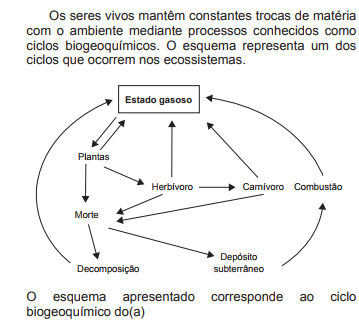 Os seres vivos mantêm constantes trocas de matéria
com o ambiente mediante processos conhecidos como
ciclos biogeoquímicos. O esquema representa um dos
ciclos que ocorrem nos ecossistemas.
Estado gasoso
Plantas
Herbívoro
Carnívoro
Combustão
Morte
Decomposição
Depósito
subterrâneo
O esquema apresentado corresponde ao ciclo
biogeoquímico do(a)